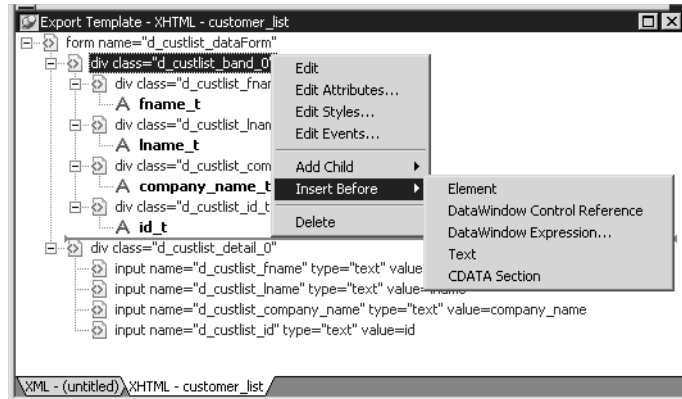 Export Template - XHTML - customer_list
form name="d_custlist_dataForm"
div class="d_custlist_band_0"
Edit
div class="d_custlist_fnar
Edit Attributes...
A fname_t
Edit Styles...
div class="d_custlist_lnar
Edit Events...
A lname_t
div class="d_custlist_com
Add Child
A company_name_t
Insert Before
Element
div class="d_custlist_id_t
DataWindow Control Reference
A id_t
Delete
DataWindow Expression...
div class="d_custlist_detail_0"
Text
input name="d_custlist_fname" type="text" value
CDATA Section
input name="d_custlist_lname" type="text" value=lname
input name="d_custlist_company_name" type="text" value=company_name
input name="d_custlist_id" type="text" value=id
XML - (untitled)
XHTML - customer_list